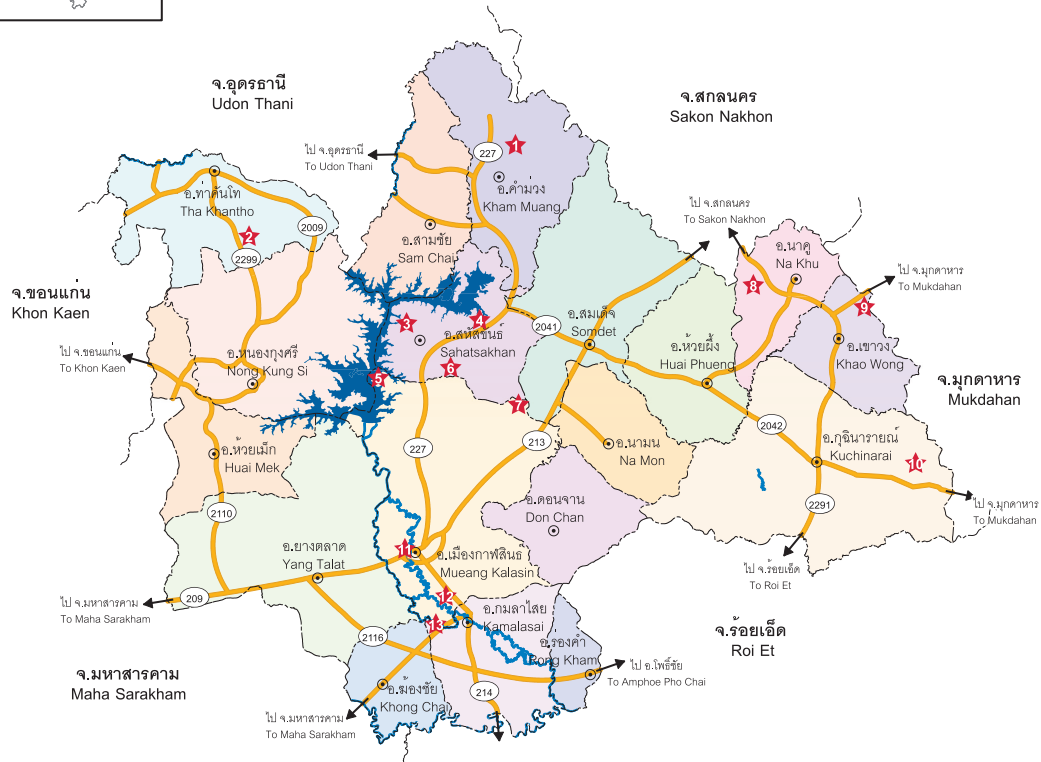 จ.อุดรธานี
Udon Thani
จ.สกลนคร
Sakon Nakhon
ไป จ.อุดรธานี
To Udon Thani
227
1
อ.คำม่วง
Kham Muang
อ.ท่าคันโท
Tha Khantho
2009
2
2299
อ.สามชัย
Sam Chai
ไป จ.สกลนคร
To Sakon Nakhon
อ.นาคู
Na Khu
ไป จ.มุกดาหาร
To Mukdahan
8
9
จ.ขอนแก่น
Khon Kaen
3
4
อ.สหัสขันธ์
Sahatsakhan
2041
อ.สมเด็จ
Somdet
อ.ห้วยผึ้ง
Huai Phueng
อ.เขาวง
Khao Wong
ไป จ.ขอนแก่น
To Khon Kaen
อ.หนองกุงศรี
Nong Kung Si
5
6
7
จ.มุกดาหาร
Mukdahan
227
213
2042
อ.นามน
Na Mon
อ.กุฉินารายณ์
Kuchinarai
10
อ.ห้วยเม็ก
Huai Mek
2110
อ.ดอนจาน
Don Chan
2291
ไป จ.มุกดาหาร
To Mukdahan
อ.ยางตลาด
Yang Talat
11
อ.เมืองกาฬสินธ
Mueang Kalasin
ไป จ.ร้อยเอ็ด
To Roi Et
ไป จ.มหาสารคาม
To Maha Sarakham
209
12
13
อ.กมลาไสย
Kamalasai
2116
อ.ร่องคำ
Rong Kham
จ.ร้อยเอ็ด
Roi Et
ไป อ.โพธิ์ชัย
To Amphoe Pho Chai
จ.มหาสารคาม
Maha Sarakham
อ.ฆ้องชัย
Khong Chai
214
ไป จ.มหาสารคาม
To Maha Sarakham